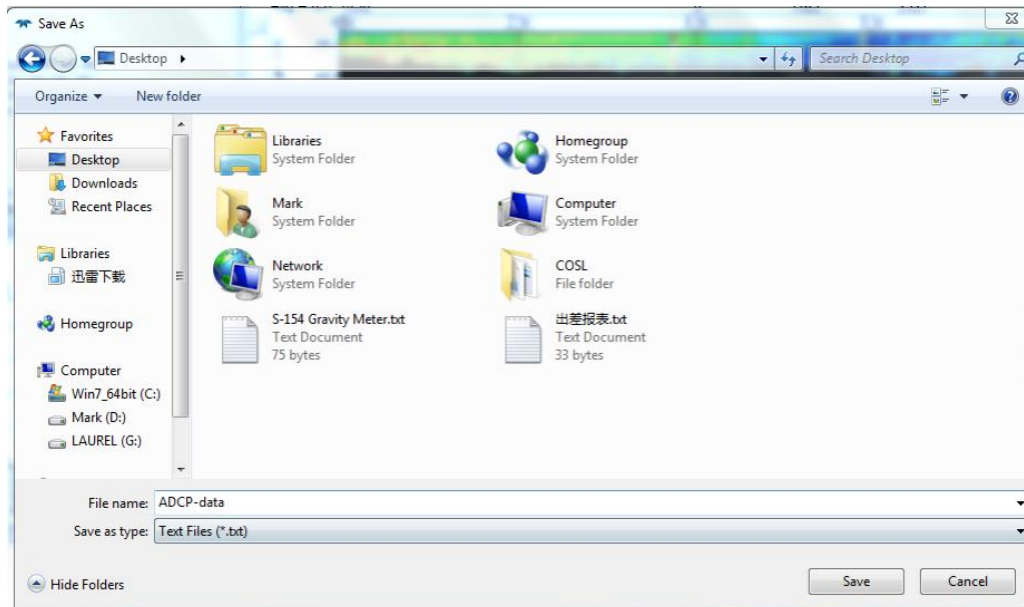 Save As
Desktop
Search Desktop
Organize
New folder
Favorites
Desktop
Downloads
Recent Places
Libraries
迅雷下载
Homegroup
Computer
Win7_64bit (C:)
Mark (D:)
LAUREL (G:)
Libraries
System Folder
Homegroup
System Folder
Mark
System Folder
Computer
System Folder
Network
System Folder
COSL
File folder
S-154 Gravity Meter.txt
Text Document
75 bytes
出差报表.txt
Text Document
33 bytes
File name: ADCP-data
Save as type: Text Files (*.txt)
Hide Folders
Save
Cancel